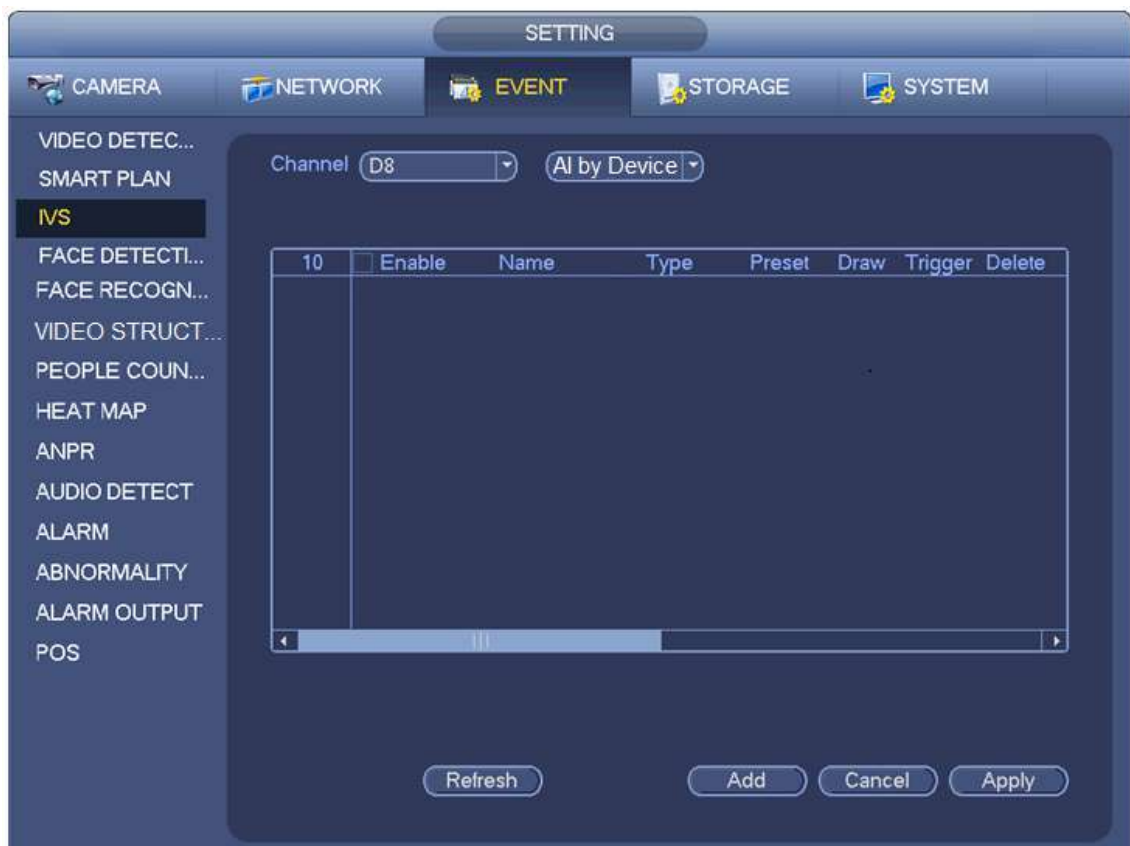 SETTING
CAMERA NETWORK EVENT STORAGE SYSTEM
VIDEO DETEC...
SMART PLAN
IVS
FACE DETECTI...
FACE RECOGN...
VIDEO STRUCT...
PEOPLE COUN...
HEAT MAP
ANPR
AUDIO DETECT
ALARM
ABNORMALITY
ALARM OUTPUT
POS
Channel D8 AI by Device
10 Enable Name Type Preset Draw Trigger Delete
Refresh Add Cancel Apply